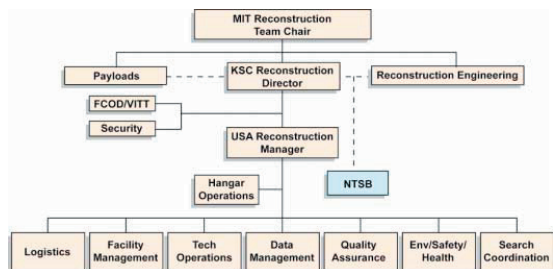 MIT Reconstruction
Team Chair
Payloads
KSC Reconstruction
Director
Reconstruction Engineering
FCOD/VITT
Security
USA Reconstruction
Manager
Hangar
Operations
NTSB
Logistics
Facility
Management
Tech
Operations
Data
Management
Quality
Assurance
Env/Safety/
Health
Search
Coordination